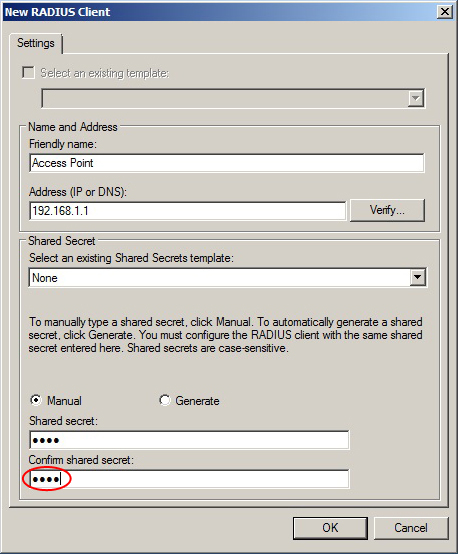 New RADIUS Client
Settings
Select an existing template:
Name and Address
Friendly name:
Access Point
Address (IP or DNS):
192.168.1.1
Verify...
Shared Secret
Select an existing Shared Secrets template:
None
To manually type a shared secret, click Manual. To automatically generate a shared
secret, click Generate. You must configure the RADIUS client with the same shared
secret entered here. Shared secrets are case-sensitive.
Manual
Generate
Shared secret:
●●●●
Confirm shared secret:
●●●●
OK
Cancel